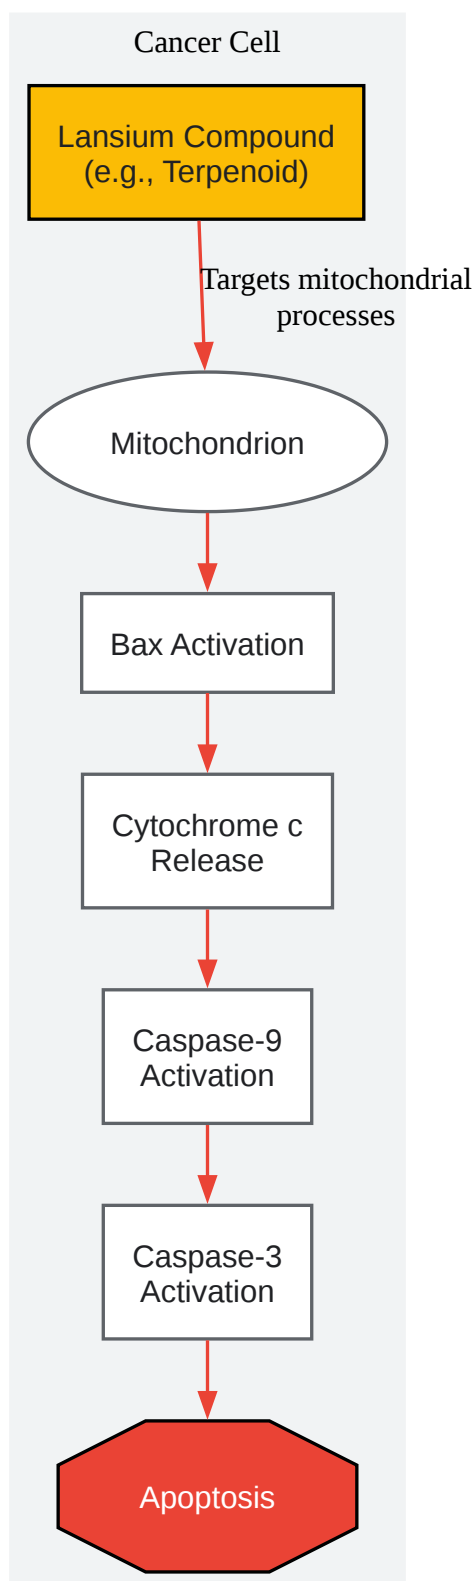 Cancer Cell
Lansium Compound
(e.g., Terpenoid)
Targets mitochondrial
processes
Mitochondrion
Bax Activation
Cytochrome c
Release
Caspase-9
Activation
Caspase-3
Activation
Apoptosis